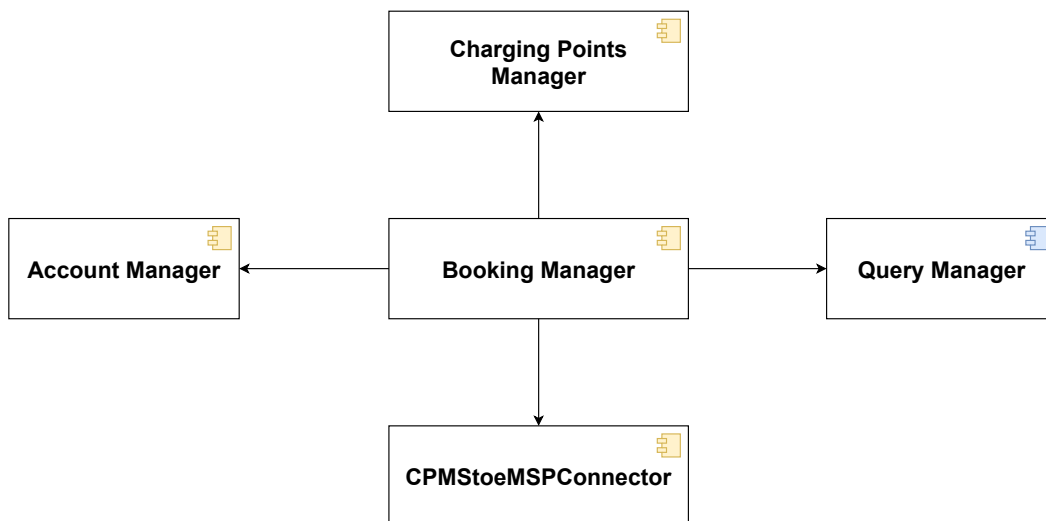 Charging Points
Manager
Account Manager
Booking Manager
Query Manager
CPMStoeMSPConnector